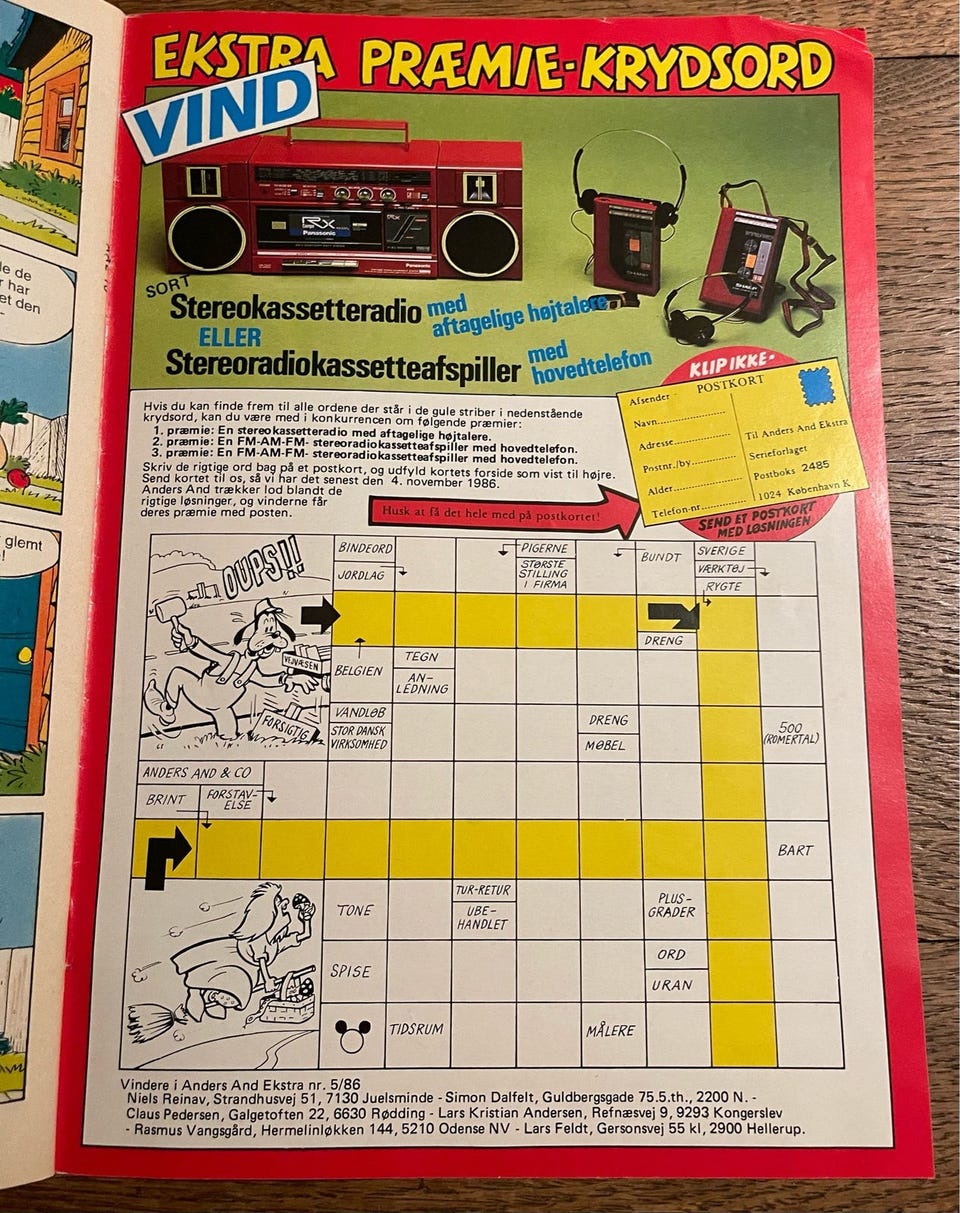 EKSTRA PRÆMIE-KRYDSORD
VIND
RX
Panasonic
Panasonic
SHARP
SORT
Stereokassetteradio med aftagelige højtalere
ELLER
Stereoradiokassetteafspiller med hovedtelefon
KLIP IKKE-
POSTKORT
Afsender
Navn
Adresse
Postnr./by
Alder
Telefon-nr.
Til Anders And Ekstra
Serieforlaget
Postboks 2485
1024 København K
SEND ET POSTKORT
MED LØSNINGEN
Hvis du kan finde frem til alle ordene der står i de gule striber i nedenstående
krydsord, kan du være med i konkurrencen om følgende præmier:
1. præmie: En stereokassetteradio med aftagelige højtalere.
2. præmie: En FM-AM-FM- stereoradiokassetteafspiller med hovedtelefon.
3. præmie: En FM-AM-FM- stereoradiokassetteafspiller med hovedtelefon.
Skriv de rigtige ord bag på et postkort, og udfyld kortets forside som vist til højre.
Send kortet til os, så vi har det senest den 4. november 1986.
Anders And trækker lod blandt de
rigtige løsninger, og vinderne får
deres præmie med posten.
Husk at få det hele med på postkortet!
OUPS!!
VEJVÆSEN
FORSIGTIG
BINDEORD
JORDLAG
PIGERNE
STØRSTE
STILLING
I FIRMA
BUNDT
SVERIGE
VÆRKTØJ
RYGTE
DRENG
BELGIEN
TEGN
AN-
LEDNING
VANDLØB
STOR DANSK
VIRKSOMHED
DRENG
MØBEL
500
(ROMERTAL)
ANDERS AND & CO
BRINT
FORSTAV-
ELSE
BART
TONE
TUR-RETUR
UBE-
HANDLET
PLUS-
GRADER
SPISE
ORD
URAN
TIDSRUM
MÅLERE
Vindere i Anders And Ekstra nr. 5/86
Niels Reinav, Strandhusvej 51, 7130 Juelsminde - Simon Dalfelt, Guldbergsgade 75.5.th., 2200 N. -
Claus Pedersen, Galgetoften 22, 6630 Rødding - Lars Kristian Andersen, Refnæsvej 9, 9293 Kongerslev
- Rasmus Vangsgård, Hermelinløkken 144, 5210 Odense NV - Lars Feldt, Gersonsvej 55 kl, 2900 Hellerup.
de de
r har
et den
glemt